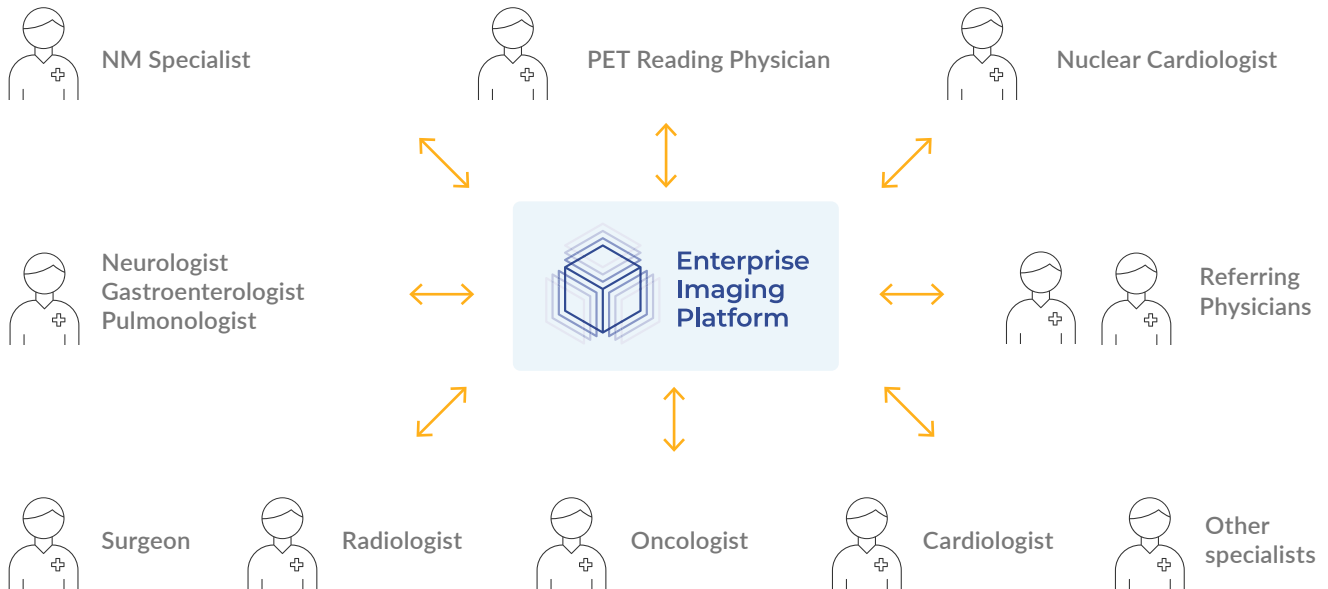 NM Specialist
PET Reading Physician
Nuclear Cardiologist
Neurologist
Gastroenterologist
Pulmonologist
Enterprise
Imaging
Platform
Referring
Physicians
Surgeon
Radiologist
Oncologist
Cardiologist
Other
specialists